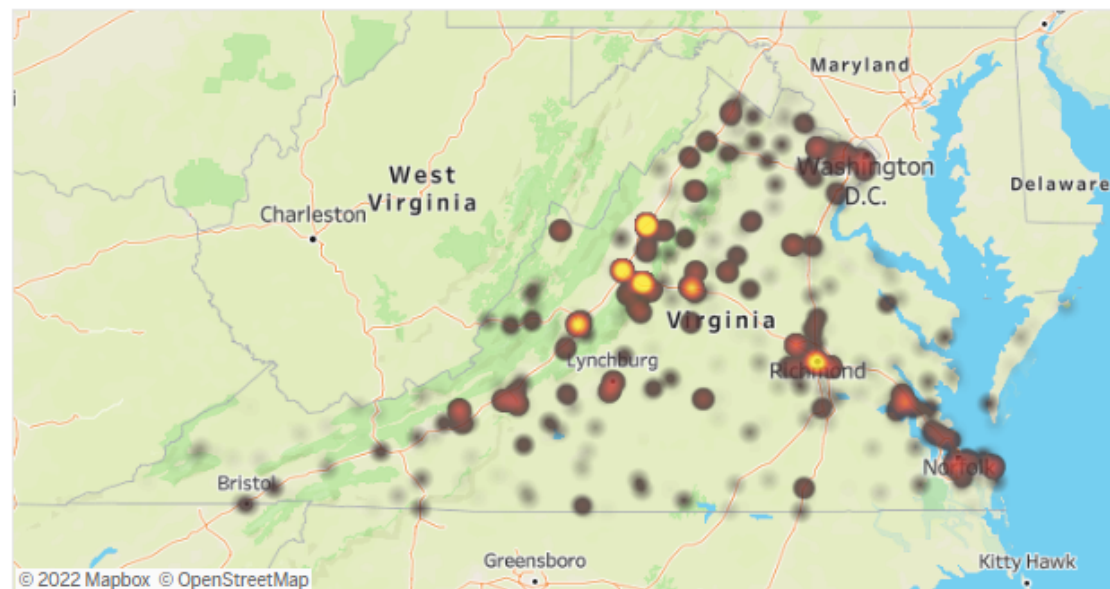 Maryland
West
Virginia
Washington
D.C.
Delaware
Charleston
Virginia
Lynchburg
Richmond
Bristol
Norfolk
Greensboro
Kitty Hawk
© 2022 Mapbox © OpenStreetMap